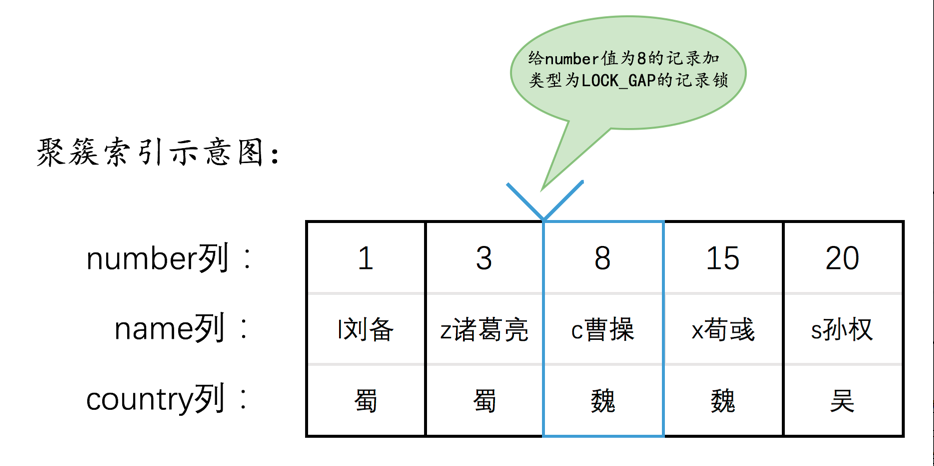 给number值为8的记录加
类型为LOCK_GAP的记录锁
聚簇索引示意图：
number列： 1 3 8 15 20
name列： l刘备 z诸葛亮 c曹操 x荀彧 s孙权
country列： 蜀 蜀 魏 魏 吴